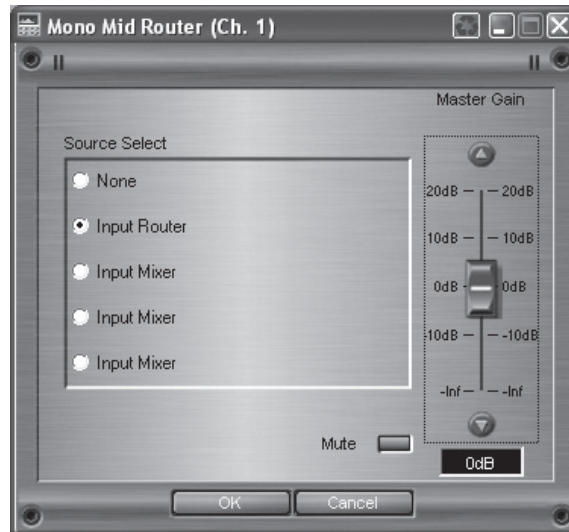 Mono Mid Router (Ch. 1)
Master Gain
Source Select
None
Input Router
Input Mixer
Input Mixer
Input Mixer
20dB 20dB
10dB 10dB
0dB 0dB
-10dB -10dB
-Inf -Inf
Mute
0dB
OK Cancel